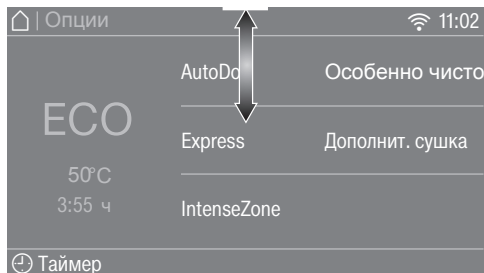 | Опции 11:02
AutoDo Особенно чисто
ECO
Express Дополнит. сушка
50°C
3:55 ч
IntenseZone
Таймер